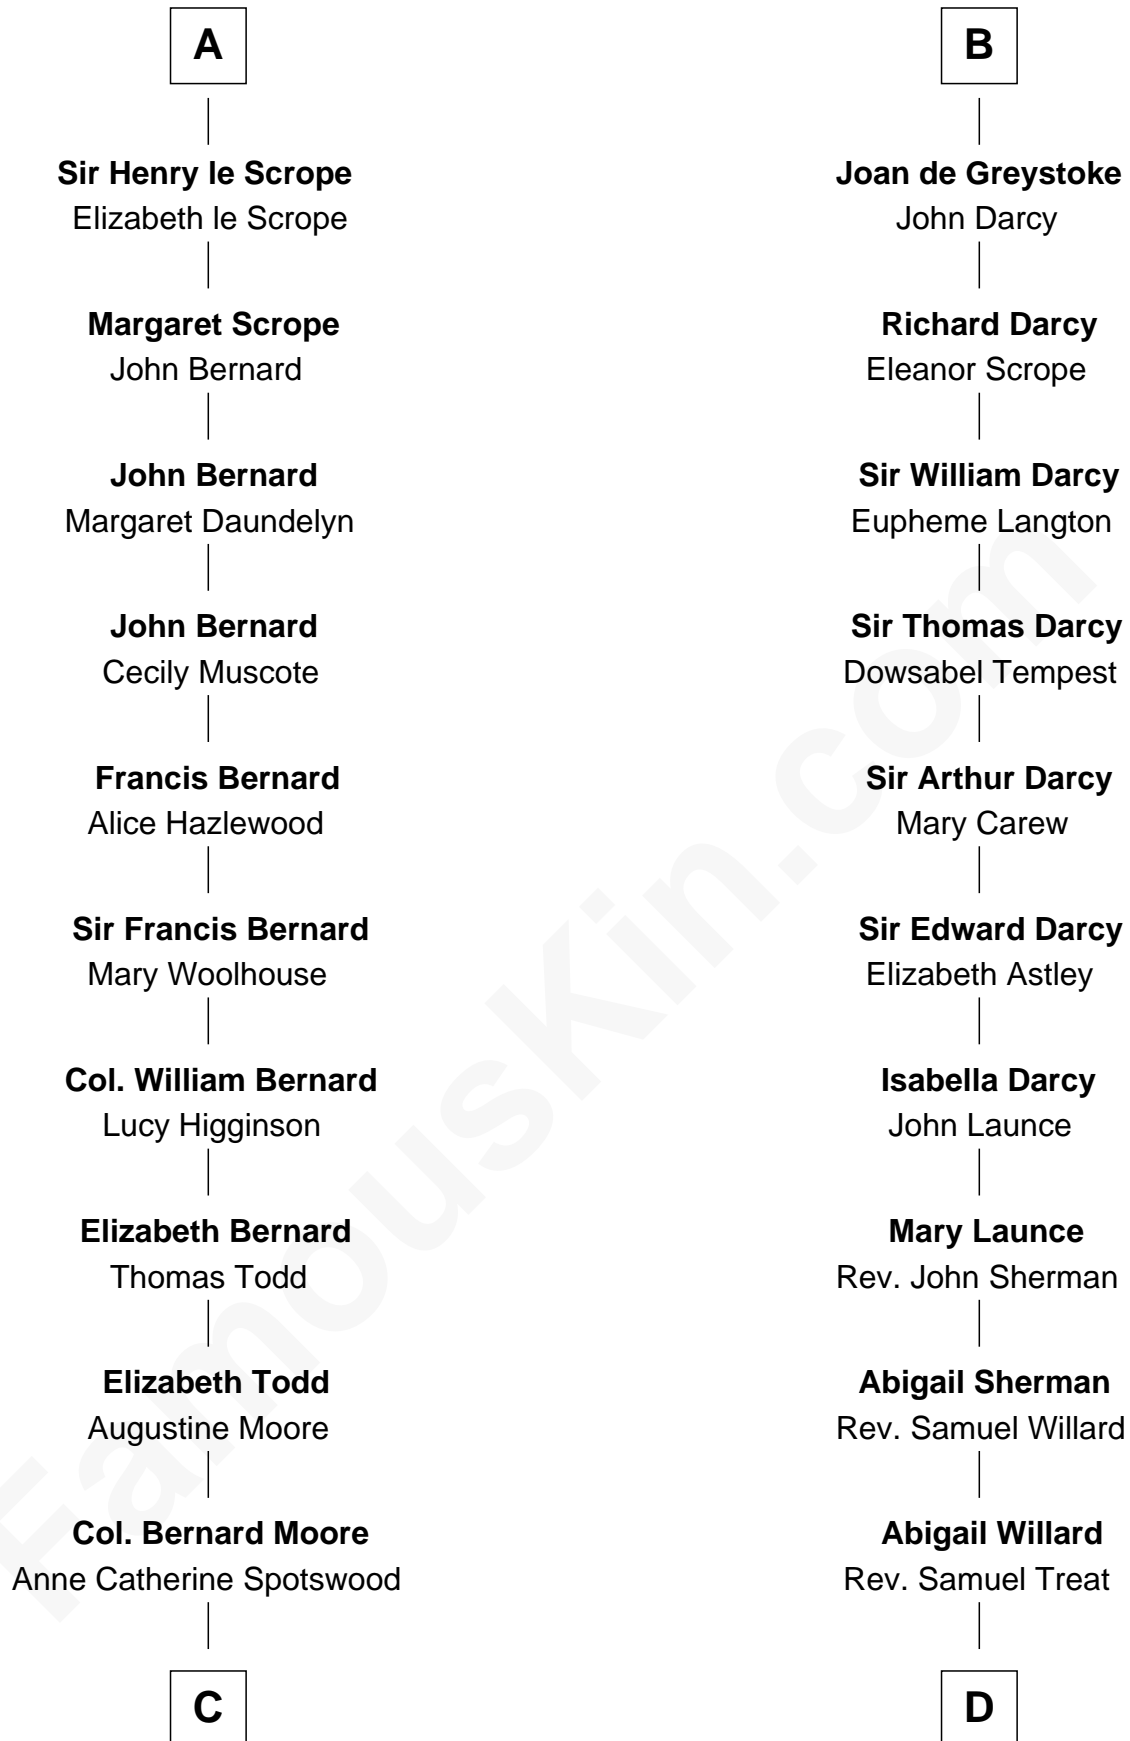 A
Sir Henry le Scrope
Elizabeth le Scrope
Margaret Scrope
John Bernard
John Bernard
Margaret Daundelyn
John Bernard
Cecily Muscote
Francis Bernard
Alice Hazlewood
Sir Francis Bernard
Mary Woolhouse
Col. William Bernard
Lucy Higginson
Elizabeth Bernard
Thomas Todd
Elizabeth Todd
Augustine Moore
Col. Bernard Moore
Anne Catherine Spotswood
C
B
Joan de Greystoke
John Darcy
Richard Darcy
Eleanor Scrope
Sir William Darcy
Eupheme Langton
Sir Thomas Darcy
Dowsabel Tempest
Sir Arthur Darcy
Mary Carew
Sir Edward Darcy
Elizabeth Astley
Isabella Darcy
John Launce
Mary Launce
Rev. John Sherman
Abigail Sherman
Rev. Samuel Willard
Abigail Willard
Rev. Samuel Treat
D
FamousKin.com